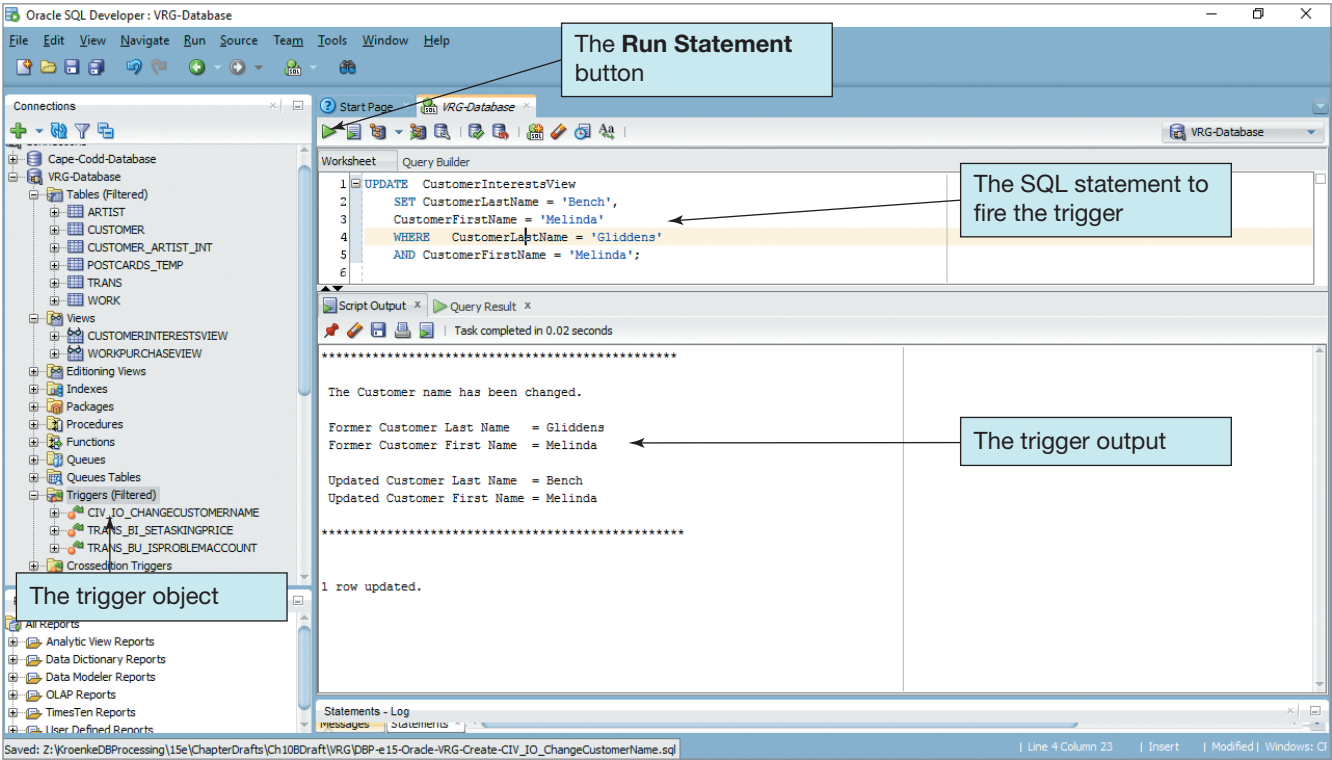 Oracle SQL Developer : VRG-Database
File Edit View Navigate Run Source Team Tools Window Help
The Run Statement
button
Connections
Start Page
VRG-Database
VRG-Database
Cape-Codd-Database
VRG-Database
Tables (Filtered)
ARTIST
CUSTOMER
CUSTOMER_ARTIST_INT
POSTCARDS_TEMP
TRANS
WORK
Views
CUSTOMERINTERESTSVIEW
WORKPURCHASEVIEW
Editioning Views
Indexes
Packages
Procedures
Functions
Queues
Queues Tables
Triggers (Filtered)
CIV_IO_CHANGECUSTOMERNAME
TRANS_BI_SETASKINGPRICE
TRANS_BU_ISPROBLEMACCOUNT
Crossedition Triggers
The trigger object
All Reports
Analytic View Reports
Data Dictionary Reports
Data Modeler Reports
OLAP Reports
TimesTen Reports
User Defined Reports
Worksheet Query Builder
1 UPDATE CustomerInterestsView
2 SET CustomerLastName = 'Bench',
3 CustomerFirstName = 'Melinda'
4 WHERE CustomerLastName = 'Gliddens'
5 AND CustomerFirstName = 'Melinda';
6
The SQL statement to
fire the trigger
Script Output x Query Result x
Task completed in 0.02 seconds
*************************************************
The Customer name has been changed.
Former Customer Last Name = Gliddens
Former Customer First Name = Melinda
The trigger output
Updated Customer Last Name = Bench
Updated Customer First Name = Melinda
**************************************************
1 row updated.
Statements - Log
Messages Statements
Saved: Z:\KroenkeDBProcessing\15e\ChapterDrafts\Ch10BDraft\VRG\DBP-e15-Oracle-VRG-Create-CIV_IO_ChangeCustomerName.sql
Line 4 Column 23 | Insert | Modified | Windows: C